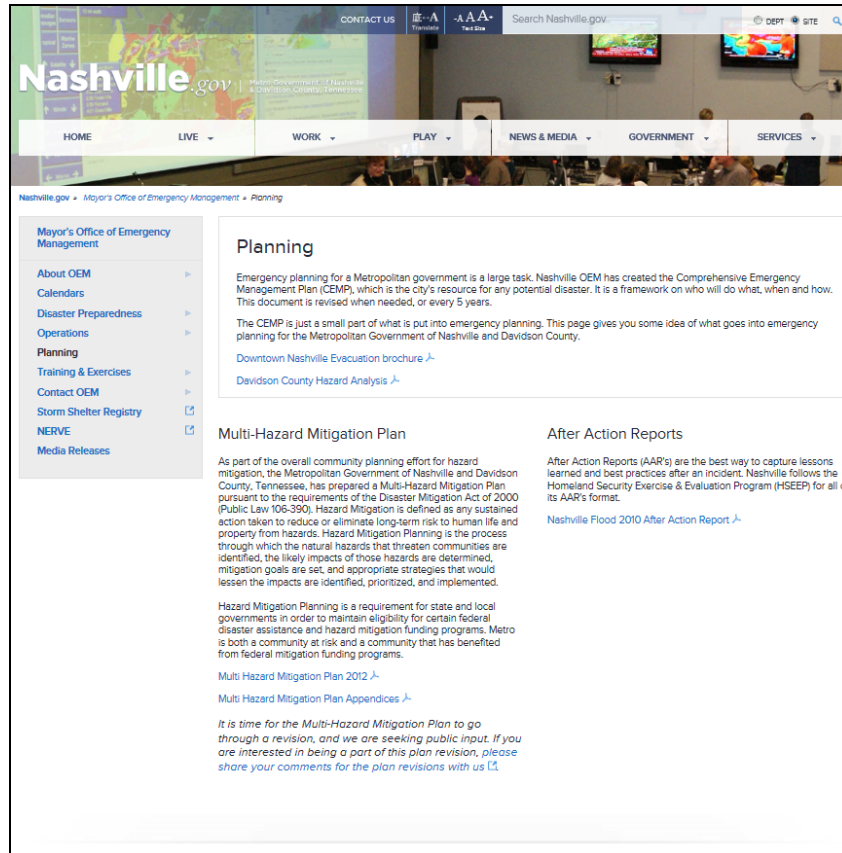 CONTACT US
Translate
-A A A+
Text Size
Search Nashville.gov
DEPT
SITE
Nashville.gov
Metro Government of Nashville
& Davidson County, Tennessee
HOME
LIVE
WORK
PLAY
NEWS & MEDIA
GOVERNMENT
SERVICES
Nashville.gov » Mayor's Office of Emergency Management » Planning
Mayor's Office of Emergency
Management
About OEM
Calendars
Disaster Preparedness
Operations
Planning
Training & Exercises
Contact OEM
Storm Shelter Registry
NERVE
Media Releases
Planning
Emergency planning for a Metropolitan government is a large task. Nashville OEM has created the Comprehensive Emergency
Management Plan (CEMP), which is the city's resource for any potential disaster. It is a framework on who will do what, when and how.
This document is revised when needed, or every 5 years.
The CEMP is just a small part of what is put into emergency planning. This page gives you some idea of what goes into emergency
planning for the Metropolitan Government of Nashville and Davidson County.
Downtown Nashville Evacuation brochure
Davidson County Hazard Analysis
Multi-Hazard Mitigation Plan
As part of the overall community planning effort for hazard
mitigation, the Metropolitan Government of Nashville and Davidson
County, Tennessee, has prepared a Multi-Hazard Mitigation Plan
pursuant to the requirements of the Disaster Mitigation Act of 2000
(Public Law 106-390). Hazard Mitigation is defined as any sustained
action taken to reduce or eliminate long-term risk to human life and
property from hazards. Hazard Mitigation Planning is the process
through which the natural hazards that threaten communities are
identified, the likely impacts of those hazards are determined,
mitigation goals are set, and appropriate strategies that would
lessen the impacts are identified, prioritized, and implemented.
Hazard Mitigation Planning is a requirement for state and local
governments in order to maintain eligibility for certain federal
disaster assistance and hazard mitigation funding programs. Metro
is both a community at risk and a community that has benefited
from federal mitigation funding programs.
Multi Hazard Mitigation Plan 2012
Multi Hazard Mitigation Plan Appendices
It is time for the Multi-Hazard Mitigation Plan to go
through a revision, and we are seeking public input. If you
are interested in being a part of this plan revision, please
share your comments for the plan revisions with us
After Action Reports
After Action Reports (AAR's) are the best way to capture lessons
learned and best practices after an incident. Nashville follows the
Homeland Security Exercise & Evaluation Program (HSEEP) for all
its AAR's format.
Nashville Flood 2010 After Action Report